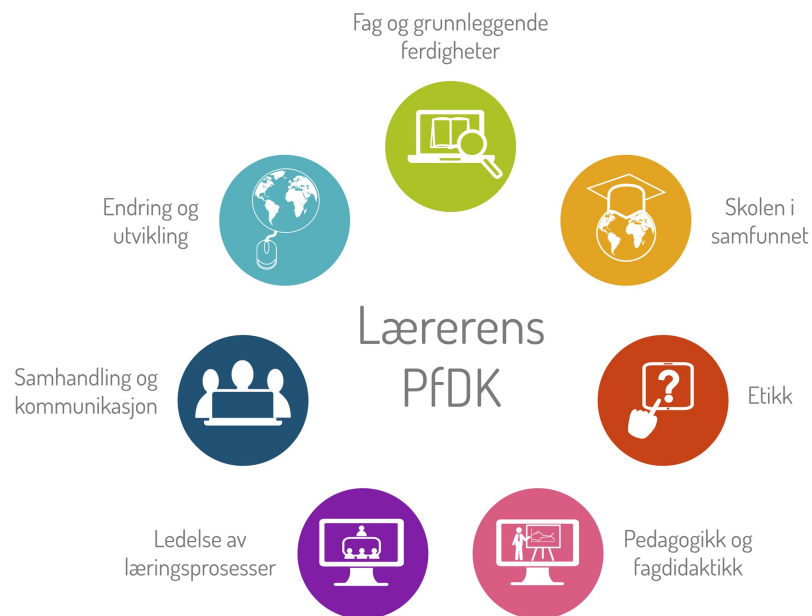 Fag og grunnleggende
ferdigheter
Endring og
utvikling
Skolen i
samfunnet
Lærerens
PfDK
Samhandling og
kommunikasjon
?
Etikk
Ledelse av
læringsprosesser
Pedagogikk og
fagdidaktikk